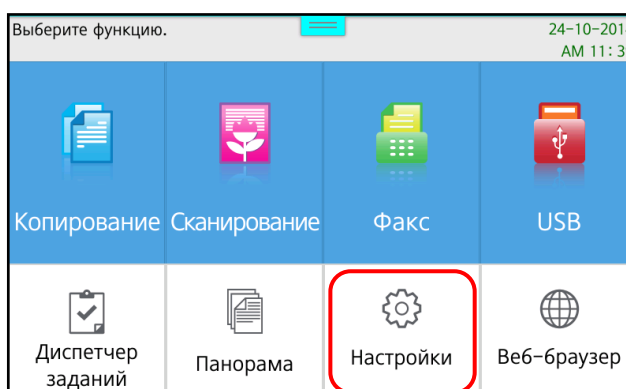 Выберите функцию.
24-10-201
AM 11:3
Копирование
Сканирование
Факс
USB
Диспетчер
заданий
Панорама
Настройки
Веб-браузер